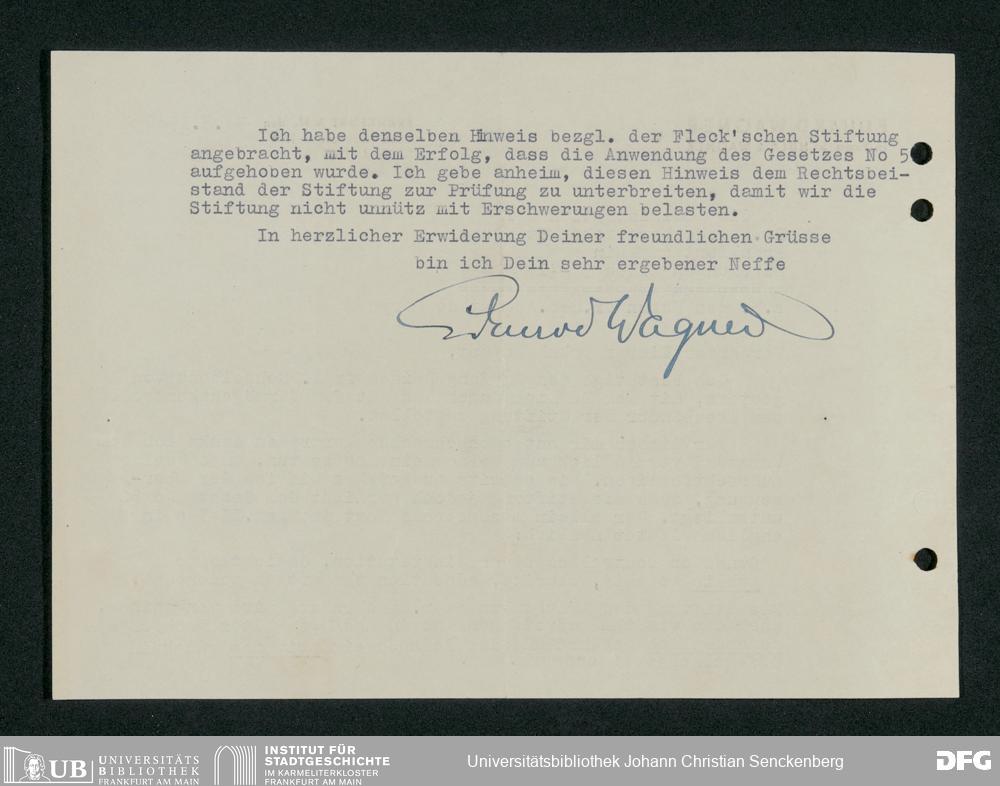 Ich habe denselben Hinweis bezgl. der Fleck'schen Stiftung
angebracht, mit dem Erfolg, dass die Anwendung des Gesetzes No 5
aufgehoben wurde. Ich gebe anheim, diesen Hinweis dem Rechtsbei-
stand der Stiftung zur Prüfung zu unterbreiten, damit wir die
Stiftung nicht unnütz mit Erschwerungen belasten.
In herzlicher Erwiderung Deiner freundlichen Grüsse
bin ich Dein sehr ergebener Neffe
Wagner
UB UNIVERSITÄTS
BIBLIOTHEK
FRANKFURT AM MAIN
INSTITUT FÜR
STADTGESCHICHTE
IM KARMELITERKLOSTER
FRANKFURT AM MAIN
Universitätsbibliothek Johann Christian Senckenberg
DFG